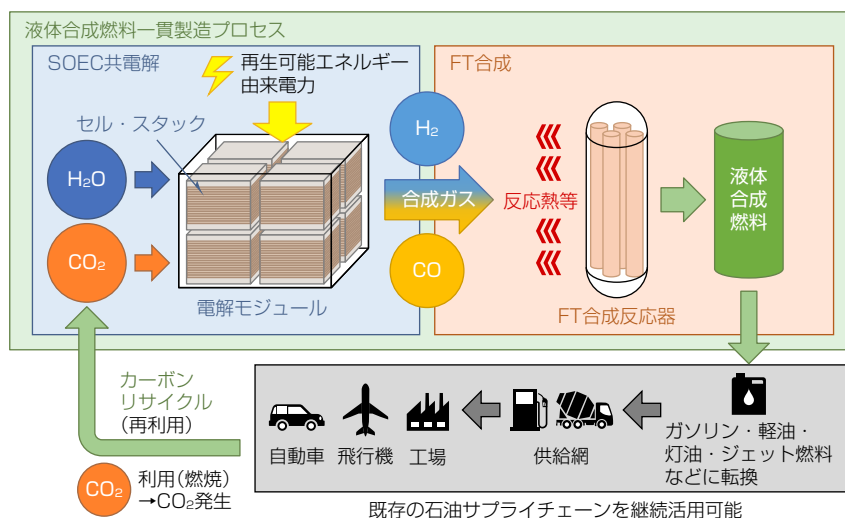 液体合成燃料一貫製造プロセス
SOEC共電解
再生可能エネルギー
由来電力
セル・スタック
H₂O
CO₂
電解モジュール
H₂
合成ガス
CO
FT合成
反応熱等
FT合成反応器
液体
合成
燃料
カーボン
リサイクル
(再利用)
CO₂
利用(燃焼)
→CO₂発生
自動車
飛行機
工場
供給網
ガソリン・軽油・
灯油・ジェット燃料
などに転換
既存の石油サプライチェーンを継続活用可能